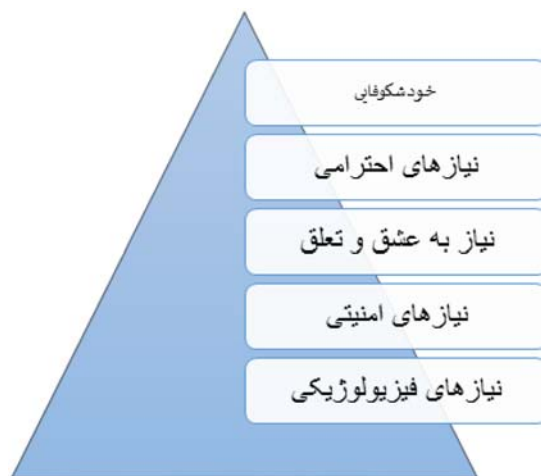 خودشکوفایی
نیازهای احترامی
نیاز به عشق و تعلق
نیازهای امنیتی
نیازهای فیزیولوژیکی